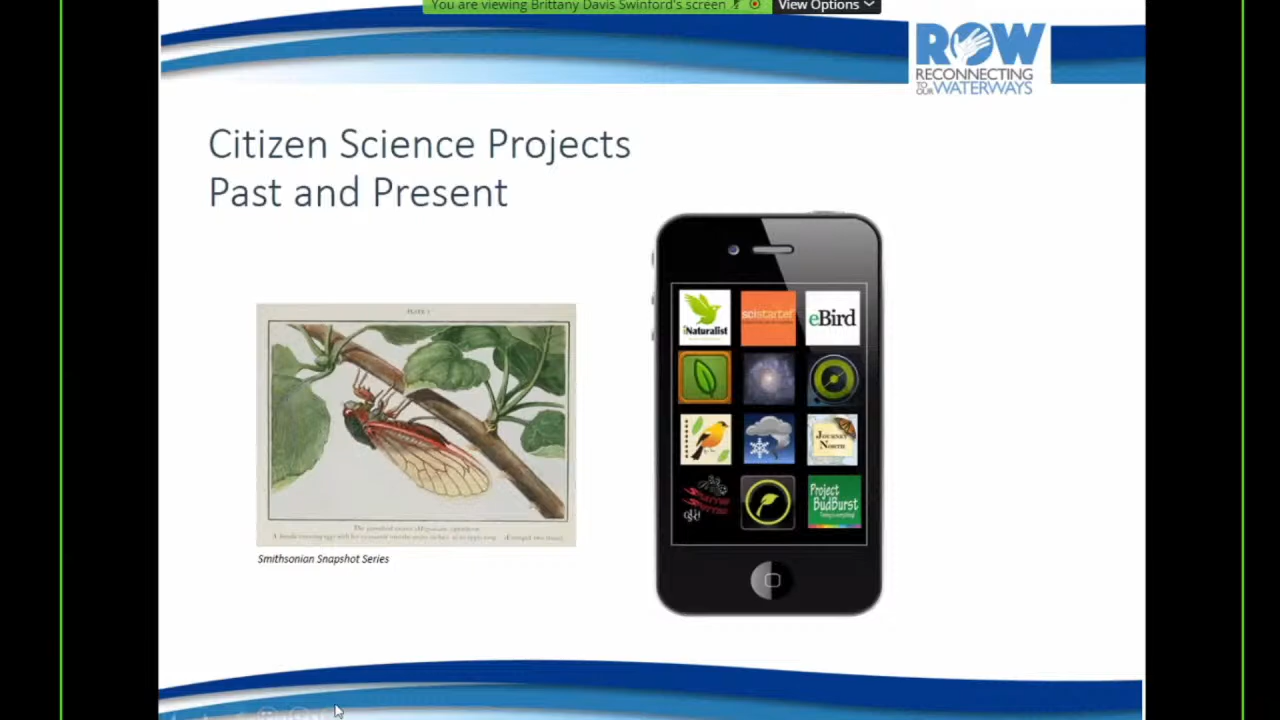 You are viewing Brittany Davis Swinford's screen
View Options
ROW
RECONNECTING
TO OUR WATERWAYS
Citizen Science Projects
Past and Present
iNaturalist
scistarter
eBird
JOURNEY
NORTH
Project
BudBurst
PLATE
Smithsonian Snapshot Series